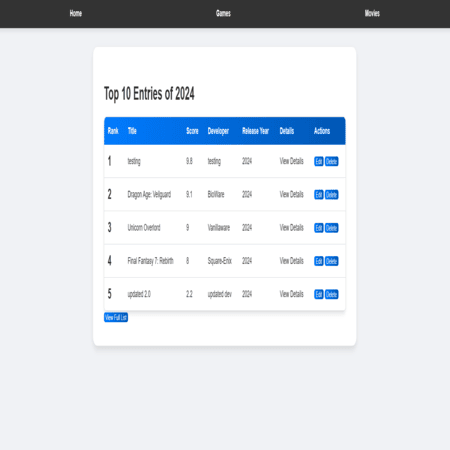 Home Games Movies
Top 10 Entries of 2024
Rank Title Score Developer Release Year Details Actions
1 testing 9.8 testing 2024 View Details Edit Delete
2 Dragon Age: Veilguard 9.1 BioWare 2024 View Details Edit Delete
3 Unicorn Overlord 9 Vanillaware 2024 View Details Edit Delete
4 Final Fantasy 7: Rebirth 8 Square-Enix 2024 View Details Edit Delete
5 updated 2.0 2.2 updated dev 2024 View Details Edit Delete
View Full List